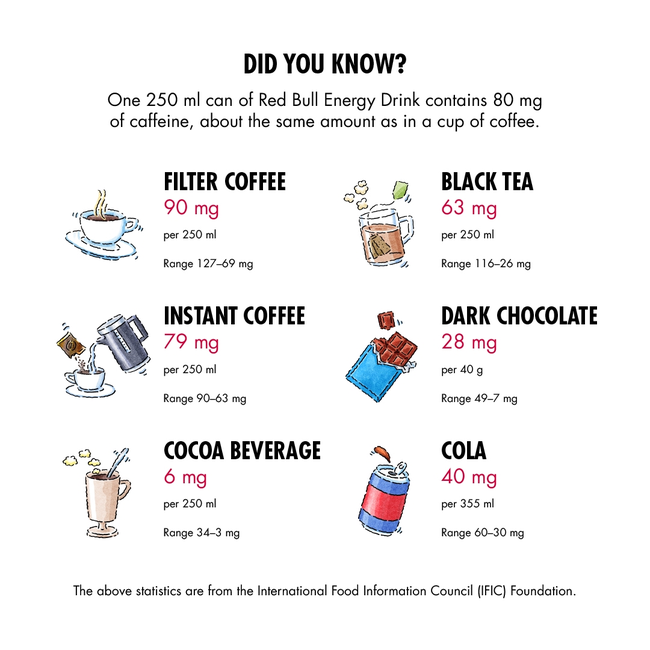 DID YOU KNOW?
One 250 ml can of Red Bull Energy Drink contains 80 mg
of caffeine, about the same amount as in a cup of coffee.
FILTER COFFEE
90 mg
per 250 ml
Range 127–69 mg
BLACK TEA
63 mg
per 250 ml
Range 116–26 mg
INSTANT COFFEE
79 mg
per 250 ml
Range 90–63 mg
DARK CHOCOLATE
28 mg
per 40 g
Range 49–7 mg
COCOA BEVERAGE
6 mg
per 250 ml
Range 34–3 mg
COLA
40 mg
per 355 ml
Range 60–30 mg
The above statistics are from the International Food Information Council (IFIC) Foundation.